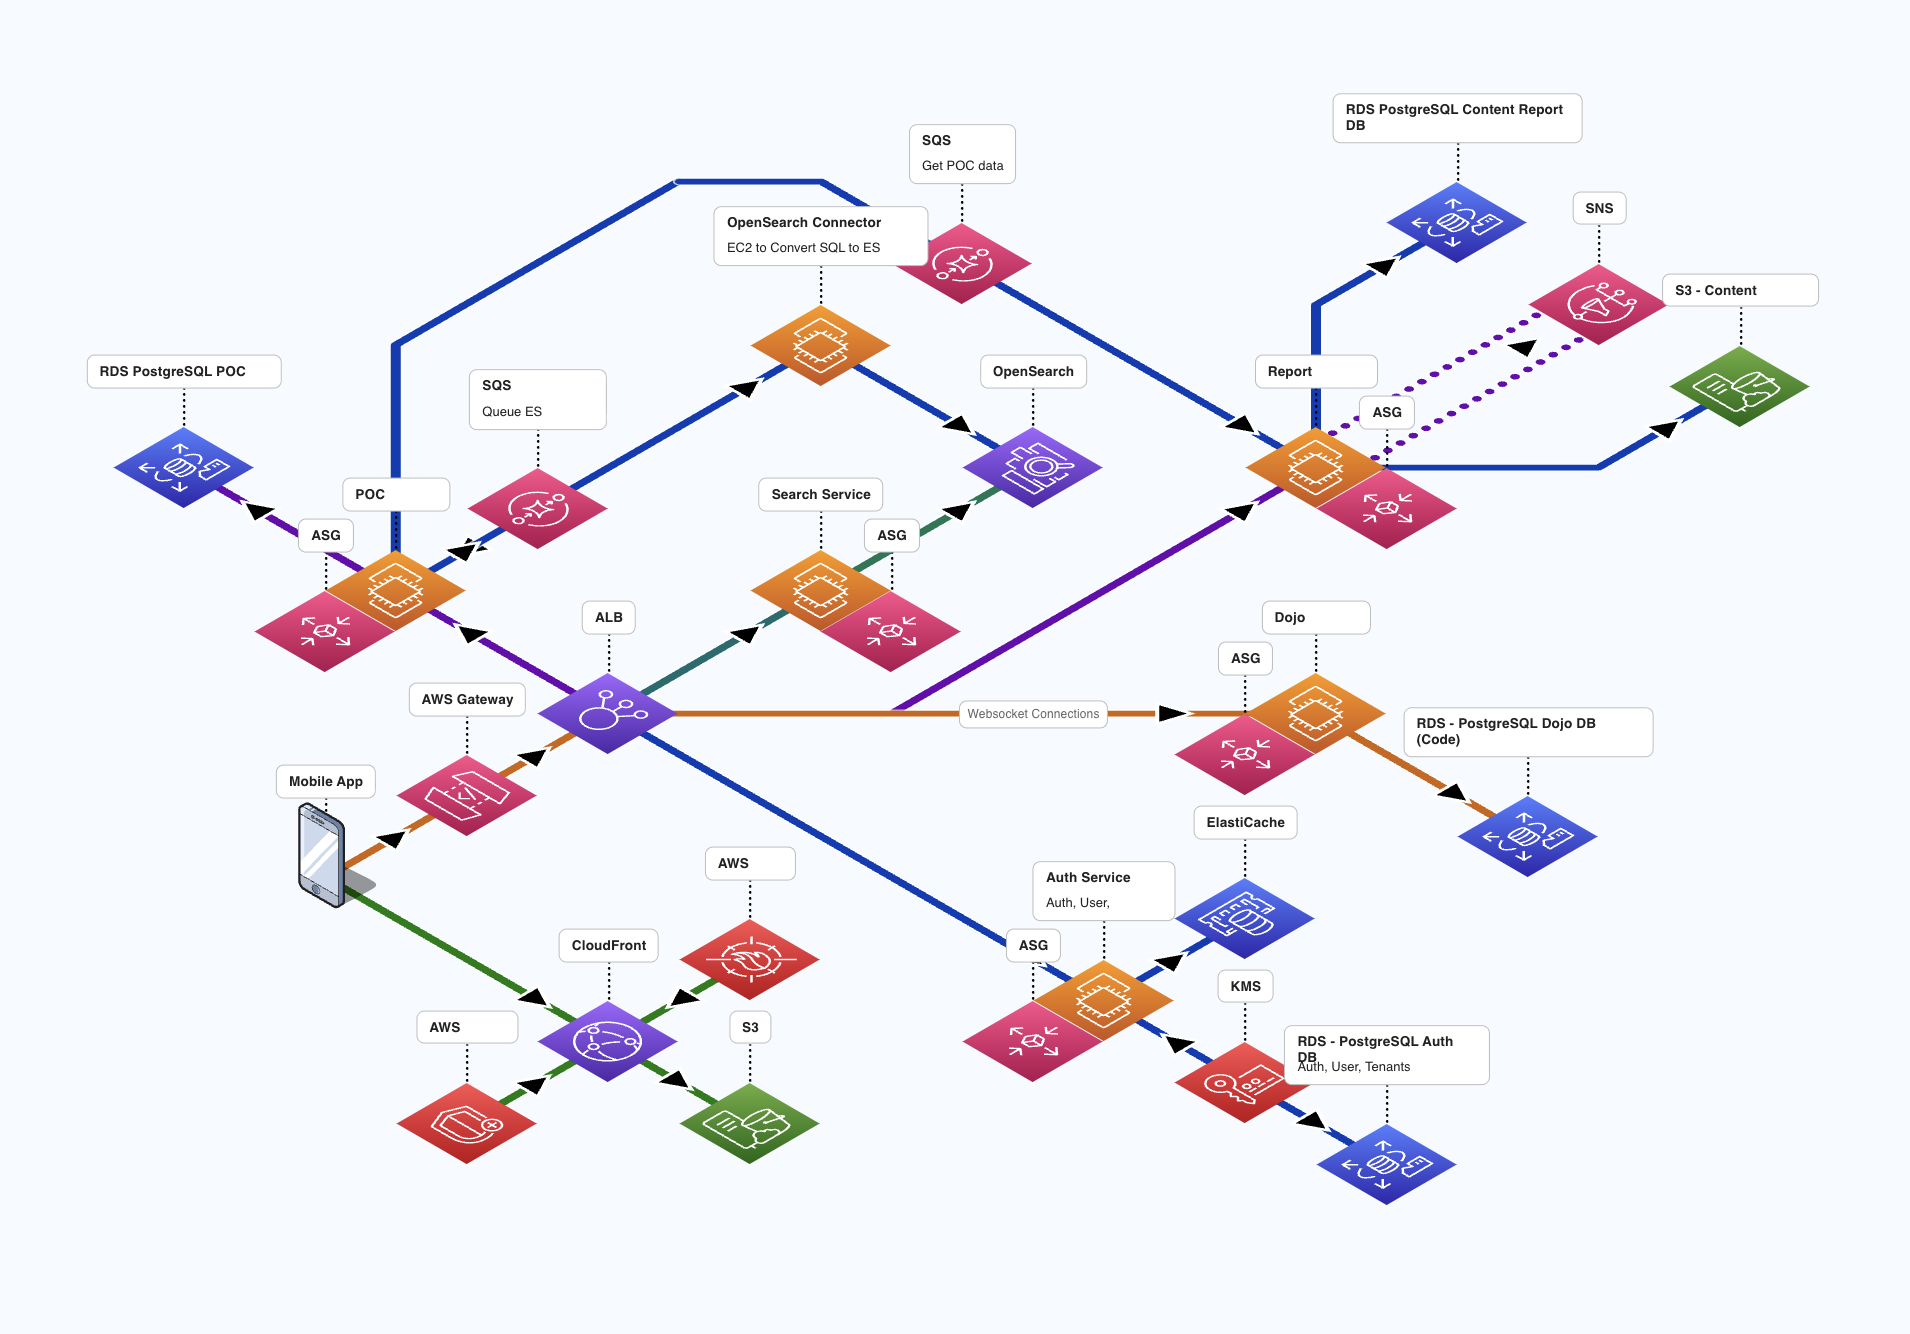 RDS PostgreSQL Content Report
DB
SQS
Get POC data
SNS
OpenSearch Connector
EC2 to Convert SQL to ES
S3 - Content
RDS PostgreSQL POC
SQS
Queue ES
OpenSearch
Report
ASG
POC
Search Service
ASG
ASG
ALB
Dojo
ASG
AWS Gateway
Websocket Connections
RDS - PostgreSQL Dojo DB
(Code)
Mobile App
ElastiCache
AWS
Auth Service
Auth, User,
CloudFront
ASG
KMS
AWS
S3
RDS - PostgreSQL Auth
DB
Auth, User, Tenants